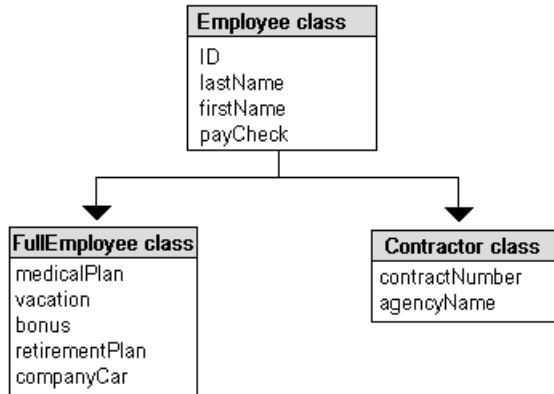 Employee class
ID
lastName
firstName
payCheck
FullEmployee class
medicalPlan
vacation
bonus
retirementPlan
companyCar
Contractor class
contractNumber
agencyName